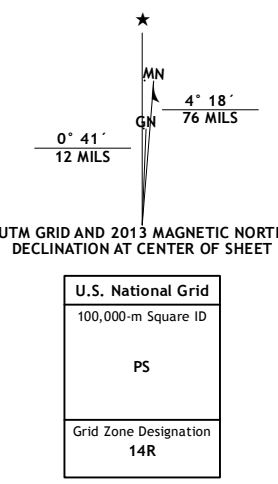 ★
MN
GN
4° 18´
76 MILS
0° 41´
12 MILS
UTM GRID AND 2013 MAGNETIC NORTH
DECLINATION AT CENTER OF SHEET
U.S. National Grid
100,000-m Square ID
PS
Grid Zone Designation
14R